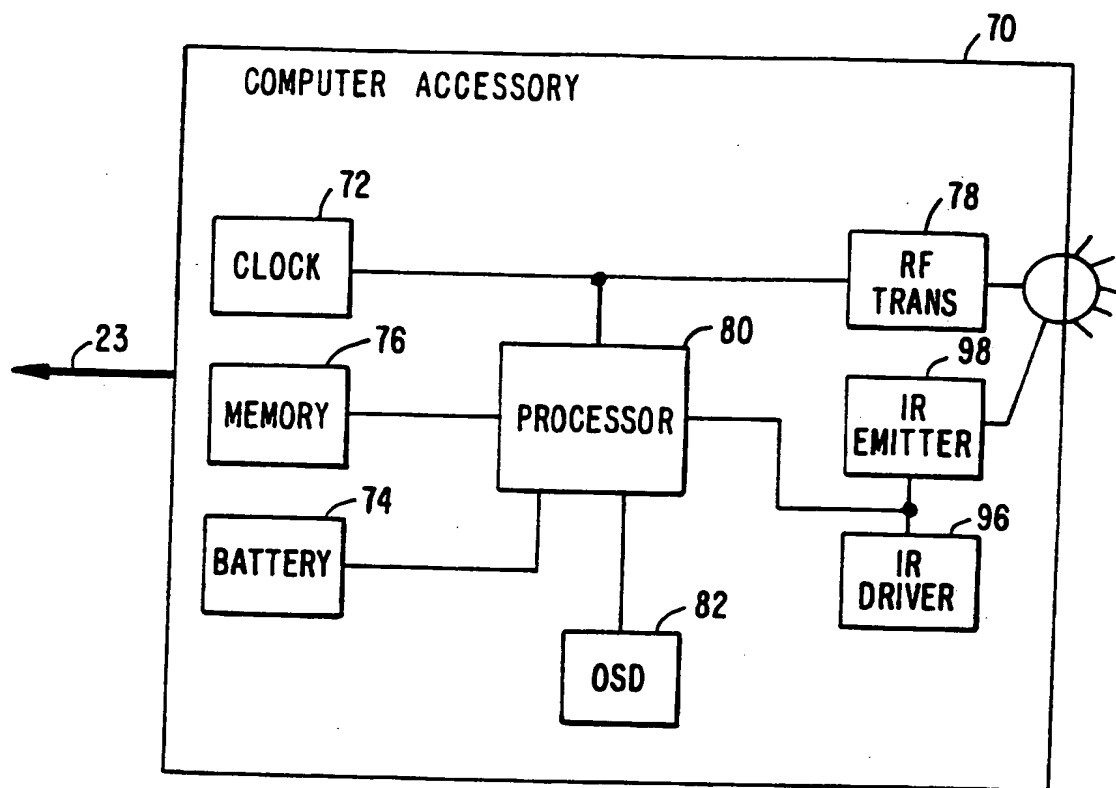 70
COMPUTER ACCESSORY
72
CLOCK
78
RF
TRANS
23
76
MEMORY
80
PROCESSOR
98
IR
EMITTER
74
BATTERY
96
IR
DRIVER
82
OSD